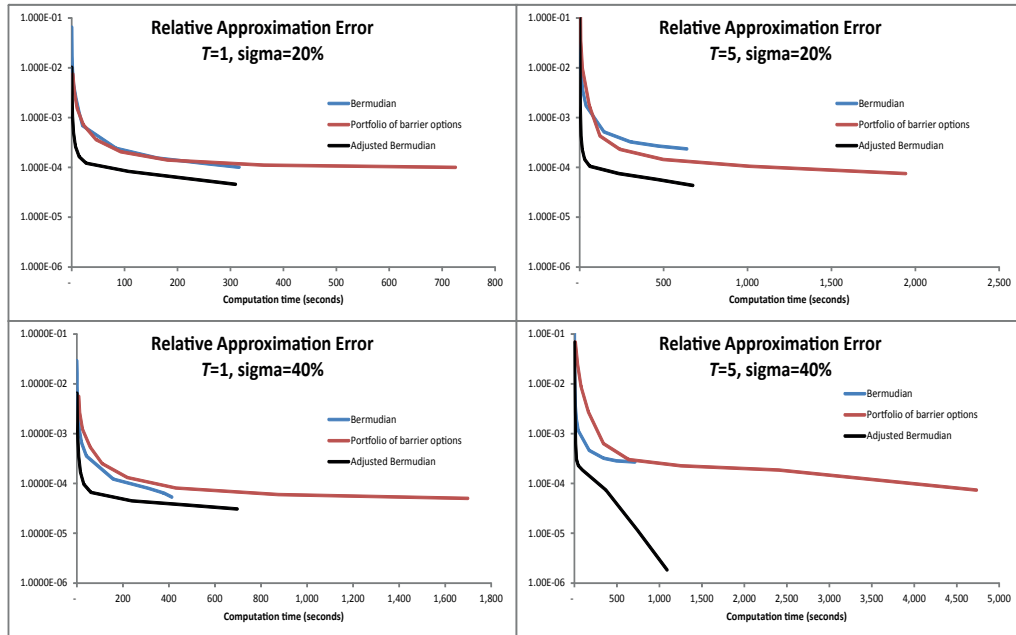 Relative Approximation Error
T=1, sigma=20%
1.000E-01
1.000E-02
1.000E-03
1.000E-04
1.000E-05
1.000E-06
Bermudian
Portfolio of barrier options
Adjusted Bermudian
- 100 200 300 400 500 600 700 800
Computation time (seconds)
Relative Approximation Error
T=5, sigma=20%
1.000E-01
1.000E-02
1.000E-03
1.000E-04
1.000E-05
1.000E-06
Bermudian
Portfolio of barrier options
Adjusted Bermudian
- 500 1,000 1,500 2,000 2,500
Computation time (seconds)
Relative Approximation Error
T=1, sigma=40%
1.0000E-01
1.0000E-02
1.0000E-03
1.0000E-04
1.0000E-05
1.0000E-06
Bermudian
Portfolio of barrier options
Adjusted Bermudian
- 200 400 600 800 1,000 1,200 1,400 1,600 1,800
Computation time (seconds)
Relative Approximation Error
T=5, sigma=40%
1.00E-01
1.00E-02
1.00E-03
1.00E-04
1.00E-05
1.00E-06
Bermudian
Portfolio of barrier options
Adjusted Bermudian
- 500 1,000 1,500 2,000 2,500 3,000 3,500 4,000 4,500 5,000
Computation time (seconds)